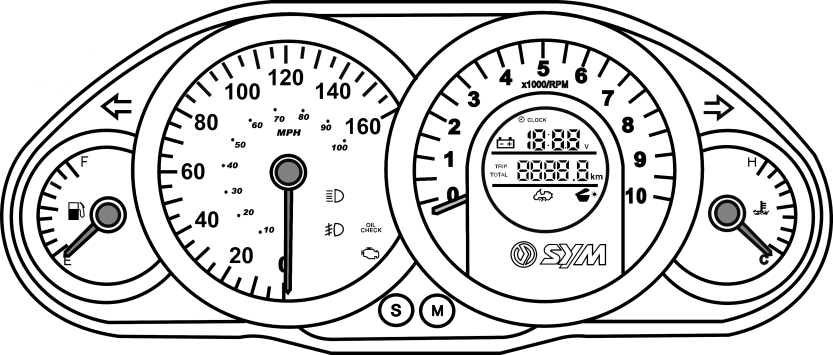 120
100
140
80
160
60
40
20
0
70
80
60
90
50
100
40
30
20
10
MPH
OIL
CHECK
F
E
5
4
6
3
7
2
8
1
9
0
10
x1000/RPM
CLOCK
18:88 V
TRIP
TOTAL
8888.8 km
SYM
H
C
S
M